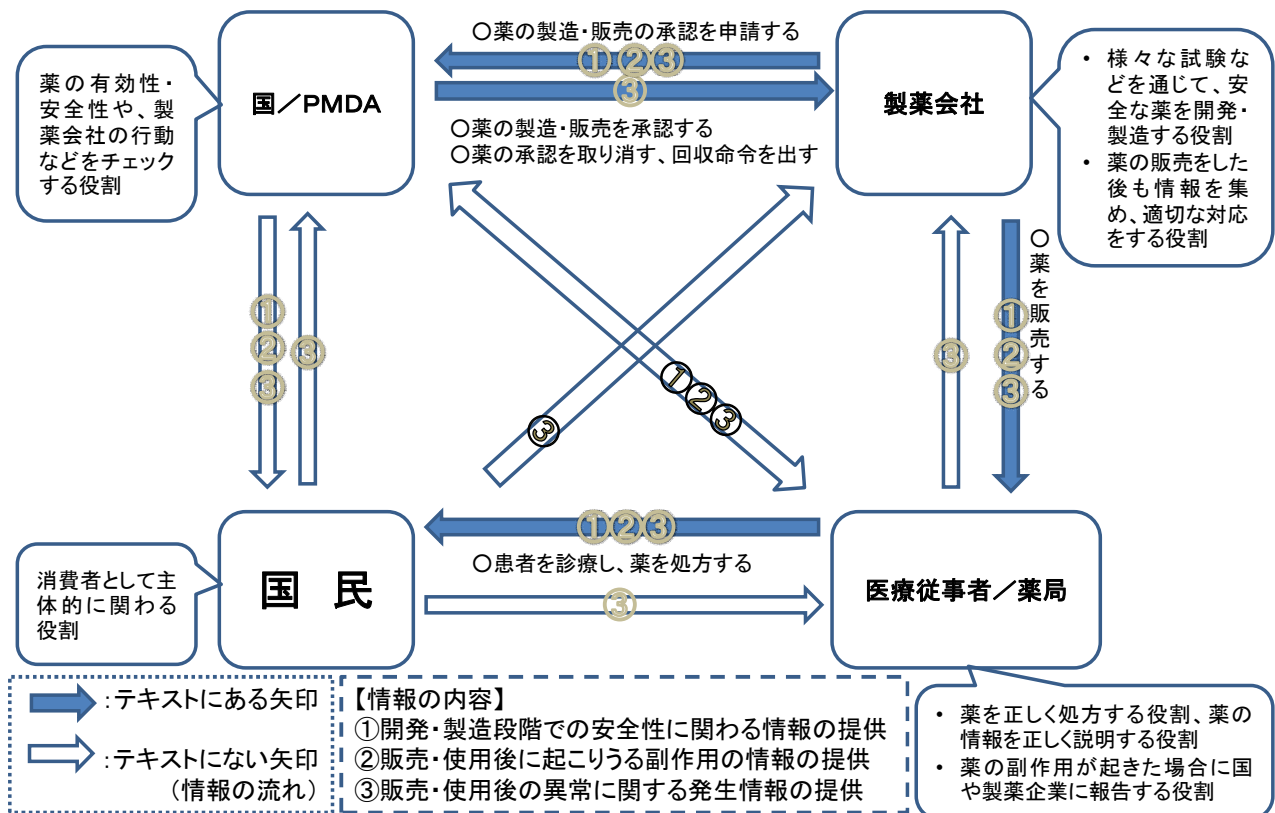 〇薬の製造・販売の承認を申請する
①②③
③
〇薬の製造・販売を承認する
〇薬の承認を取り消す、回収命令を出す
薬の有効性・
安全性や、製
薬会社の行動
などをチェック
する役割
国／PMDA
製薬会社
• 様々な試験な
どを通じて、安
全な薬を開発・
製造する役割
• 薬の販売をした
後も情報を集
め、適切な対応
をする役割
①
②
③
③
③
①②③
③
①
②
③
〇薬を販売する
①②③
〇患者を診療し、薬を処方する
③
消費者として主
体的に関わる
役割
国　民
医療従事者／薬局
• 薬を正しく処方する役割、薬の
情報を正しく説明する役割
• 薬の副作用が起きた場合に国
や製薬企業に報告する役割
：テキストにある矢印
：テキストにない矢印
（情報の流れ）
【情報の内容】
①開発・製造段階での安全性に関わる情報の提供
②販売・使用後に起こりうる副作用の情報の提供
③販売・使用後の異常に関する発生情報の提供